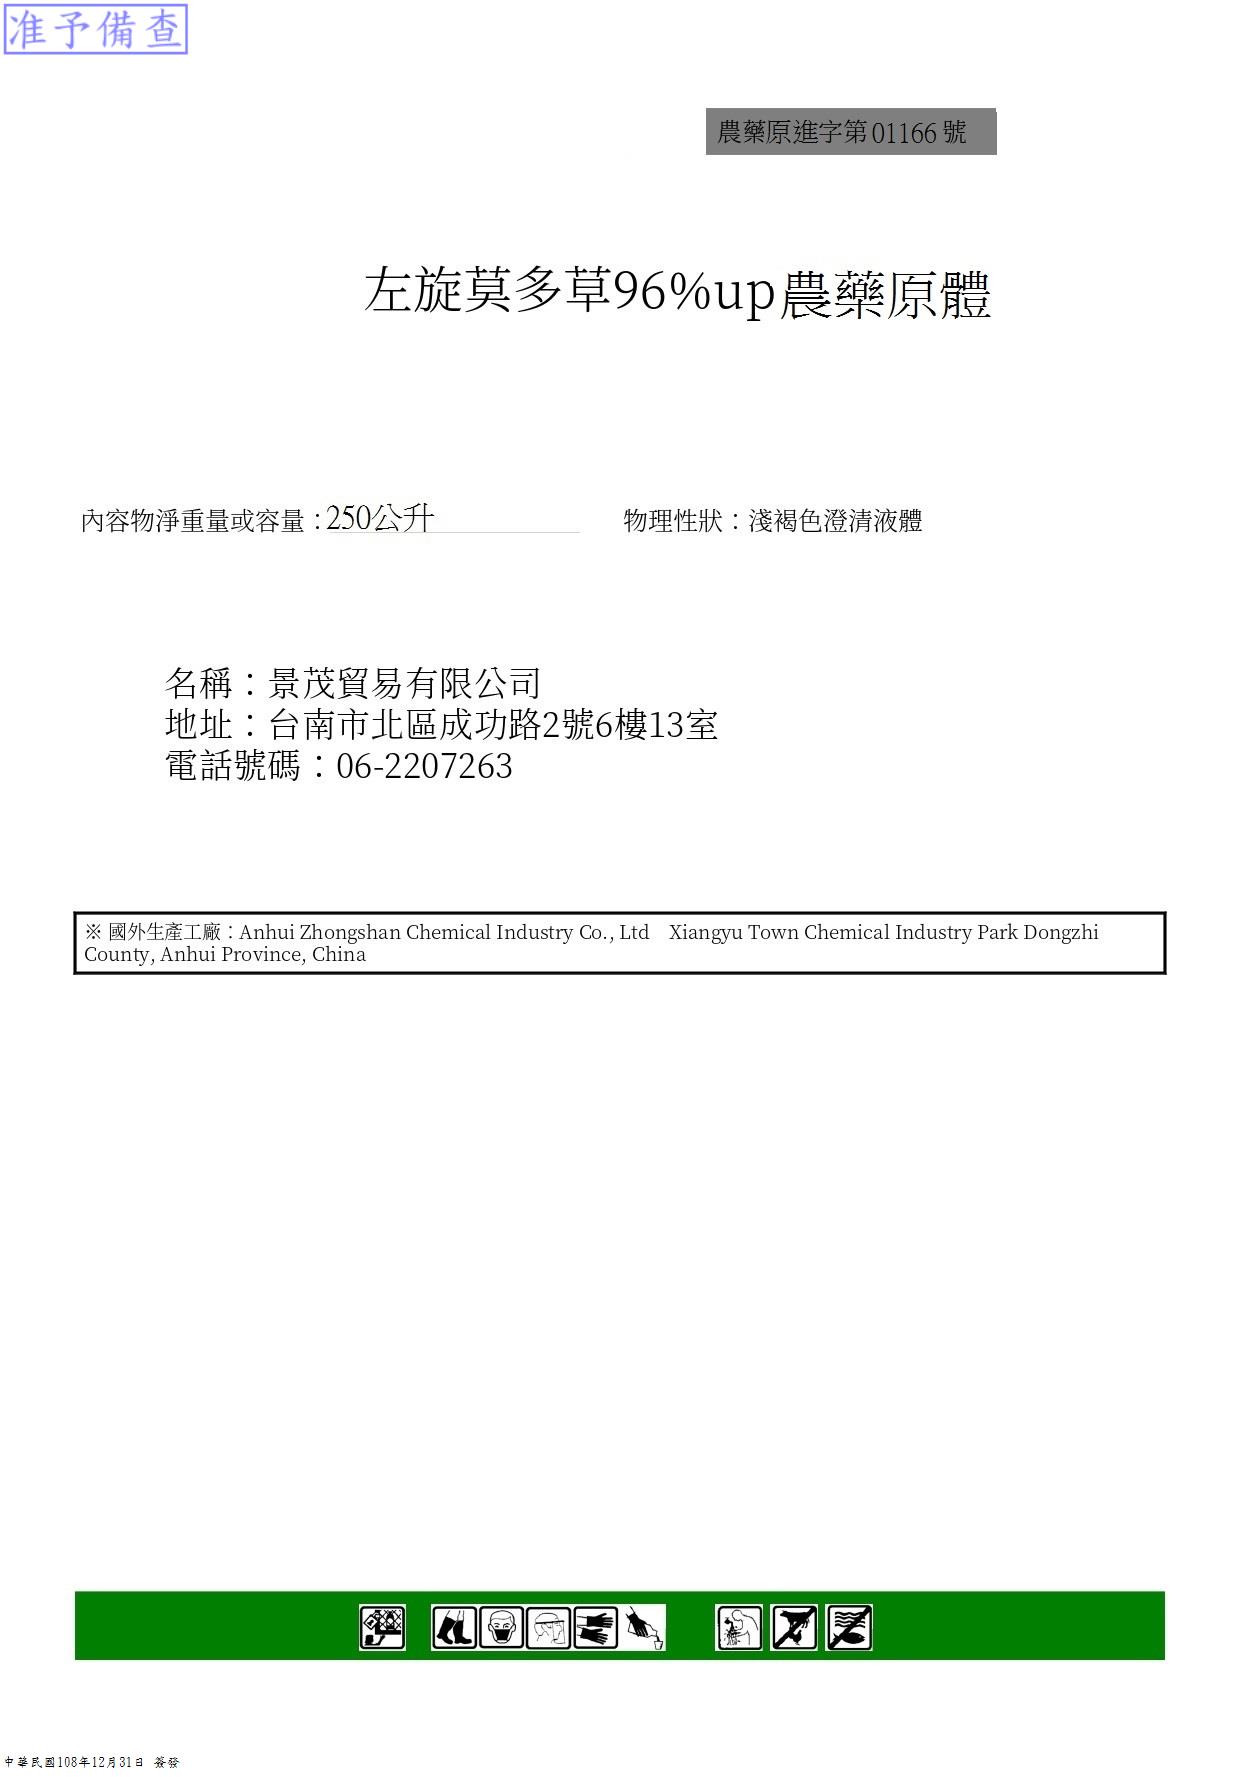 准予備查
農藥原進字第01166號
左旋莫多草96%up農藥原體
內容物淨重量或容量：250公升 物理性狀：淺褐色澄清液體
名稱：景茂貿易有限公司
地址：台南市北區成功路2號6樓13室
電話號碼：06-2207263
※ 國外生產工廠：Anhui Zhongshan Chemical Industry Co., Ltd Xiangyu Town Chemical Industry Park Dongzhi
County, Anhui Province, China
中華民國108年12月31日 簽發